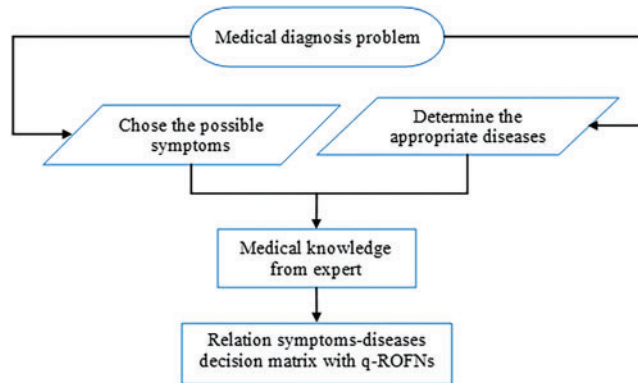 Medical diagnosis problem
Chose the possible
symptoms
Determine the
appropriate diseases
Medical knowledge
from expert
Relation symptoms-diseases
decision matrix with q-ROFNs